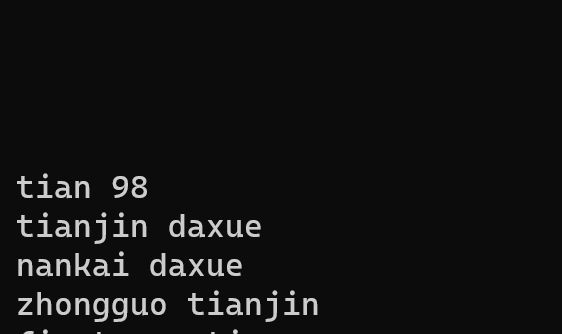 tian 98
tianjin daxue
nankai daxue
zhongguo tianjin